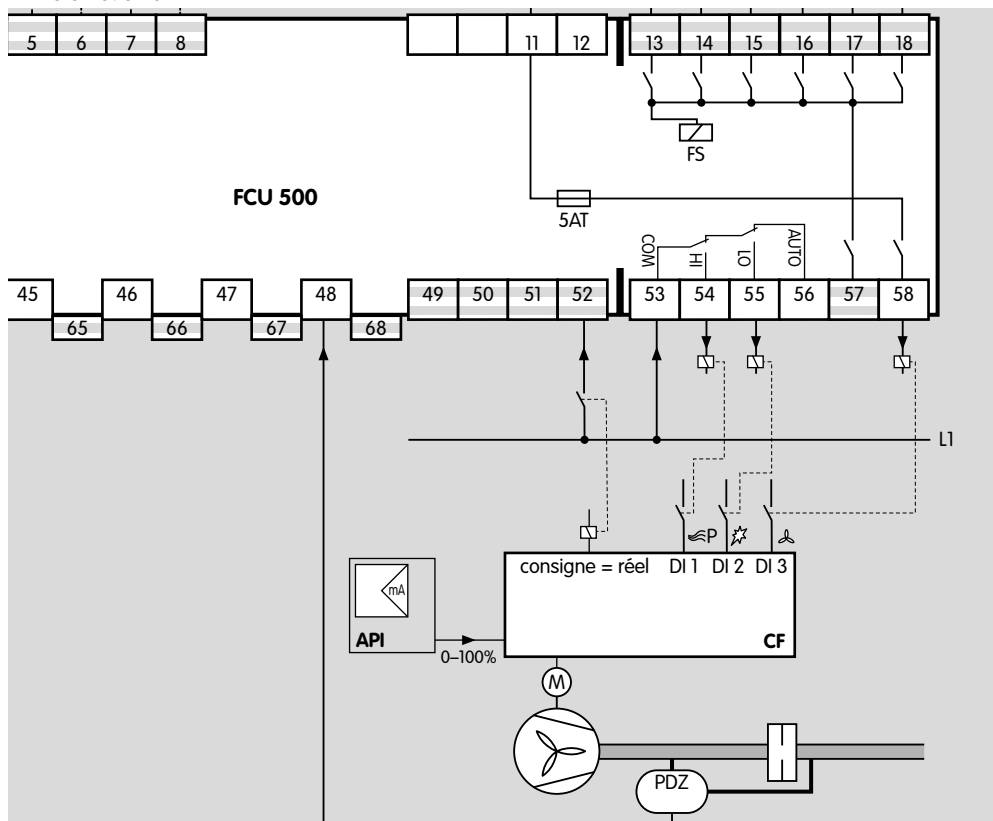 5 6 7 8 11 12 13 14 15 16 17 18
FS
FCU 500
5AT
COM HI LO AUTO
45 46 47 48 49 50 51 52 53 54 55 56 57 58
65 66 67 68
L1
P
consigne = réel DI 1 DI 2 DI 3
mA
API
CF
0–100%
M
PDZ